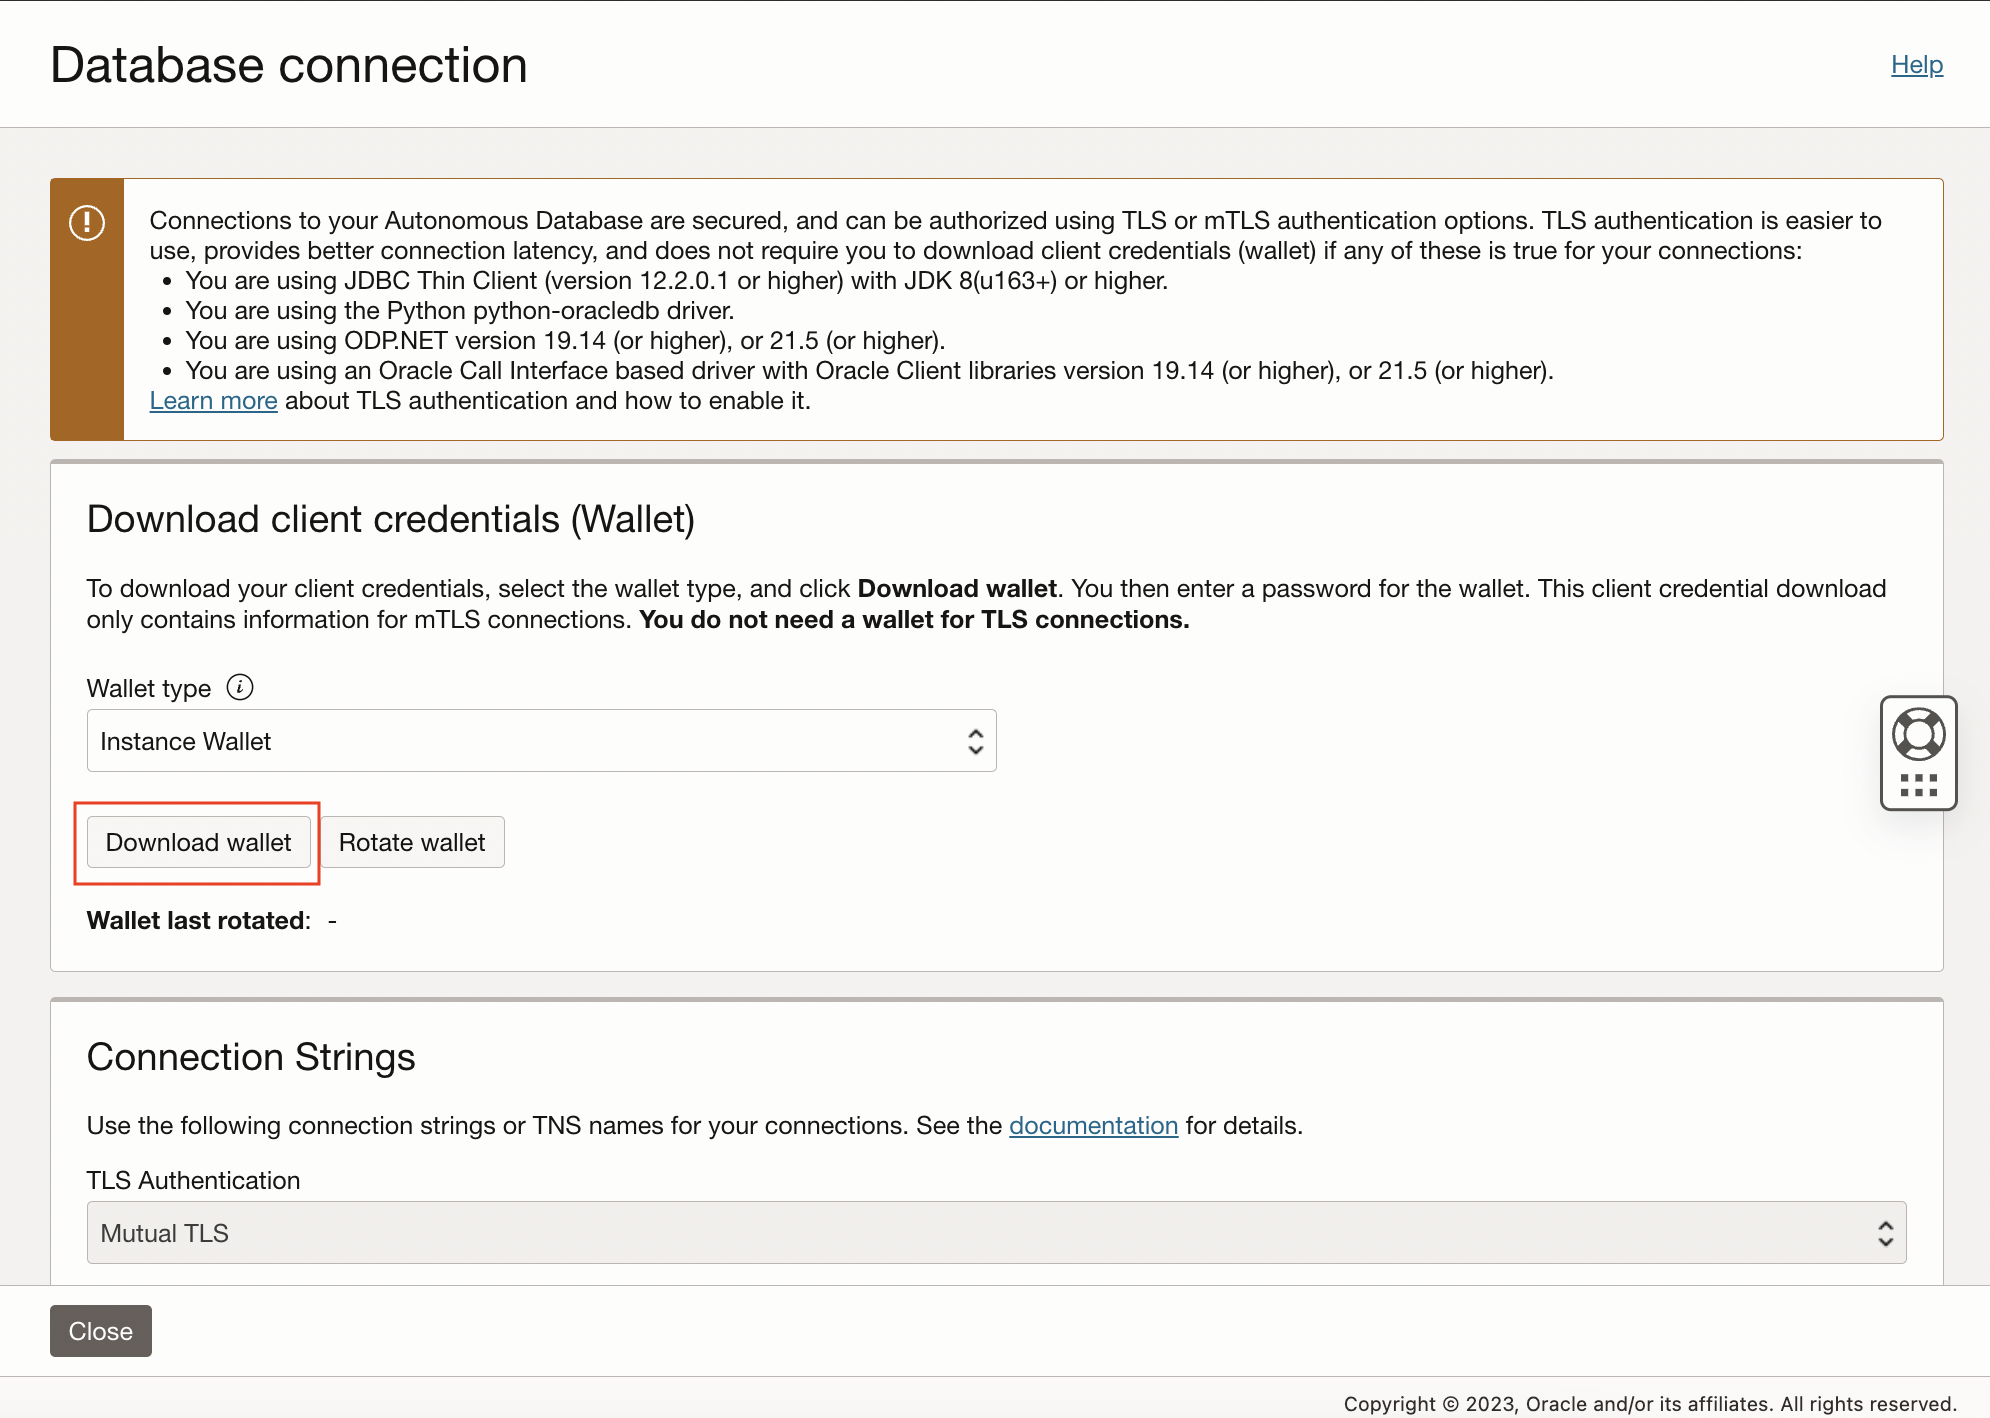 Database connection
Help
Connections to your Autonomous Database are secured, and can be authorized using TLS or mTLS authentication options. TLS authentication is easier to
use, provides better connection latency, and does not require you to download client credentials (wallet) if any of these is true for your connections:
• You are using JDBC Thin Client (version 12.2.0.1 or higher) with JDK 8(u163+) or higher.
• You are using the Python python-oracledb driver.
• You are using ODP.NET version 19.14 (or higher), or 21.5 (or higher).
• You are using an Oracle Call Interface based driver with Oracle Client libraries version 19.14 (or higher), or 21.5 (or higher).
Learn more about TLS authentication and how to enable it.
Download client credentials (Wallet)
To download your client credentials, select the wallet type, and click Download wallet. You then enter a password for the wallet. This client credential download
only contains information for mTLS connections. You do not need a wallet for TLS connections.
Wallet type
Instance Wallet
Download wallet
Rotate wallet
Wallet last rotated: -
Connection Strings
Use the following connection strings or TNS names for your connections. See the documentation for details.
TLS Authentication
Mutual TLS
Close
Copyright © 2023, Oracle and/or its affiliates. All rights reserved.